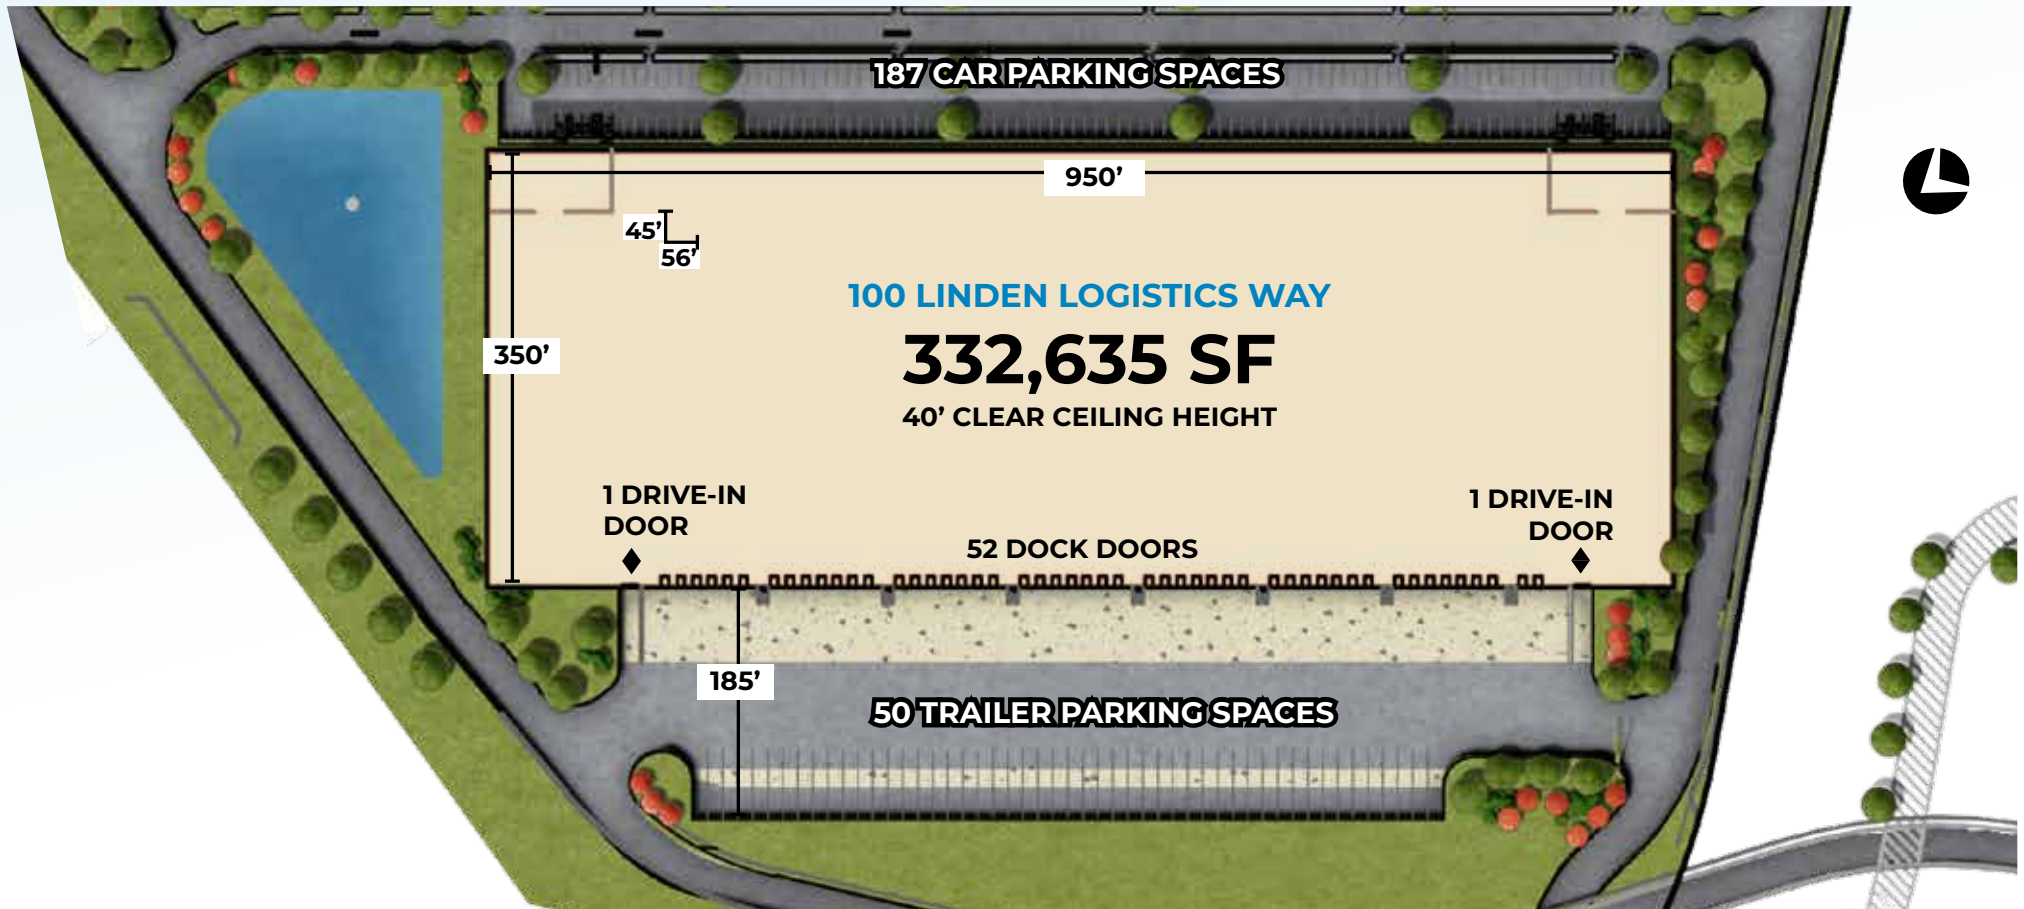 187 CAR PARKING SPACES
950’
45’
56’
100 LINDEN LOGISTICS WAY
332,635 SF
350’
40’ CLEAR CEILING HEIGHT
1 DRIVE-IN
DOOR
1 DRIVE-IN
DOOR
52 DOCK DOORS
185’
50 TRAILER PARKING SPACES